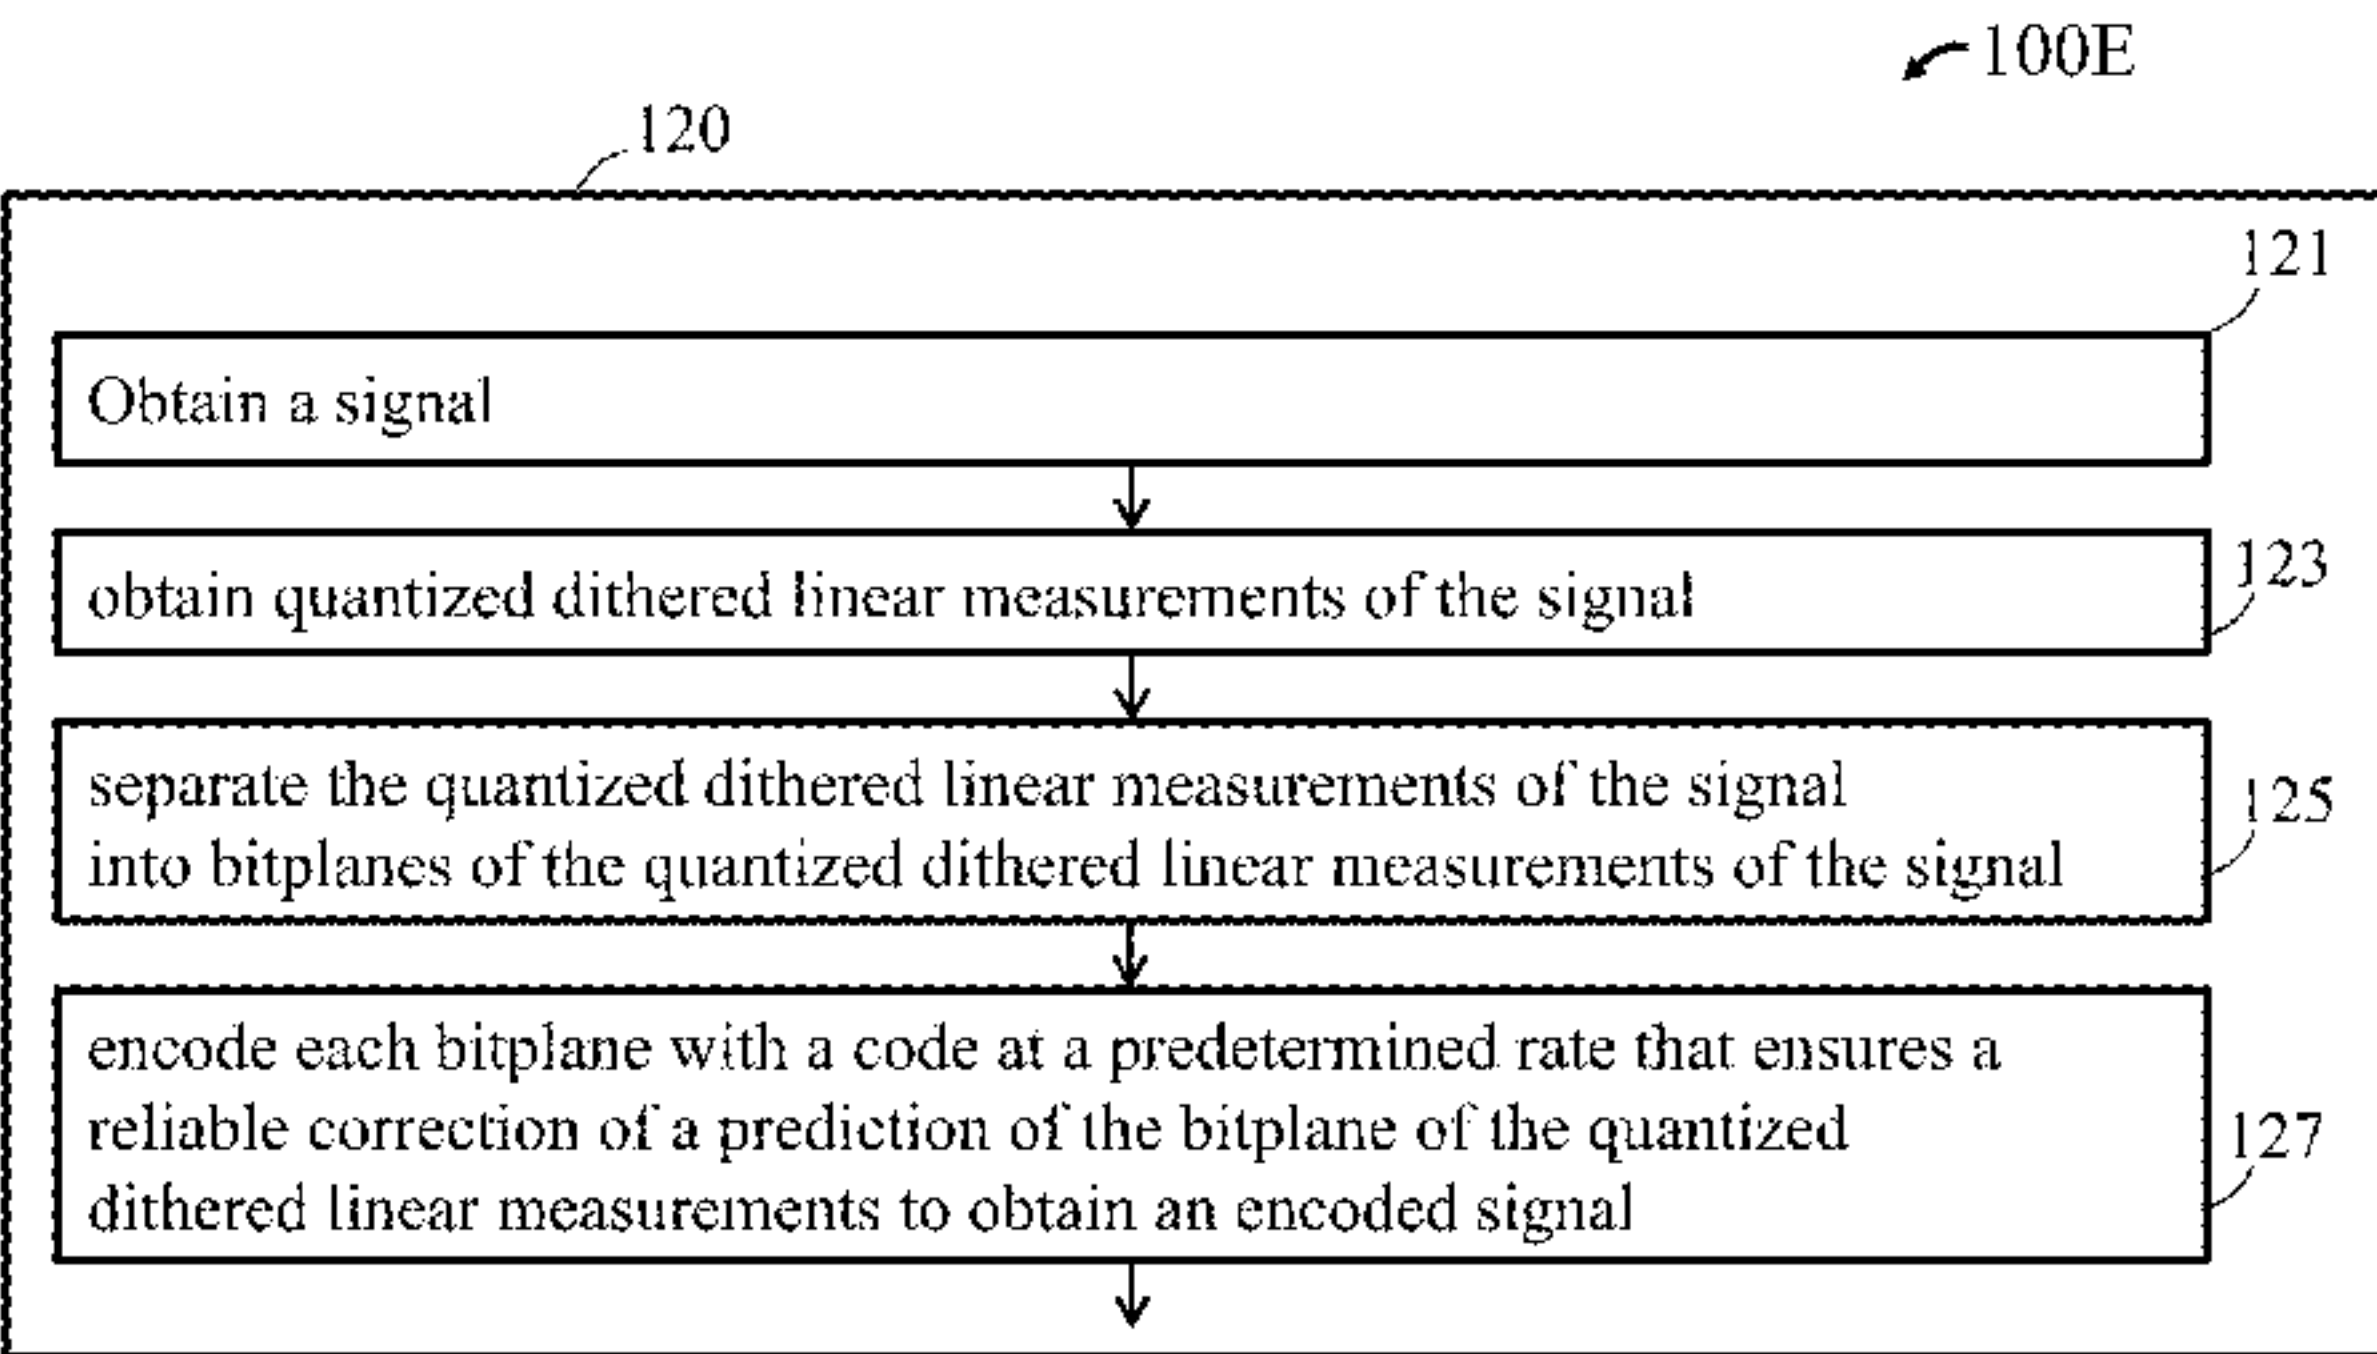 100E
120
121
Obtain a signal
obtain quantized dithered linear measurements of the signal
123
separate the quantized dithered linear measurements of the signal
into bitplanes of the quantized dithered linear measurements of the signal
125
encode each bitplane with a code at a predetermined rate that ensures a
reliable correction of a prediction of the bitplane of the quantized
dithered linear measurements to obtain an encoded signal
127